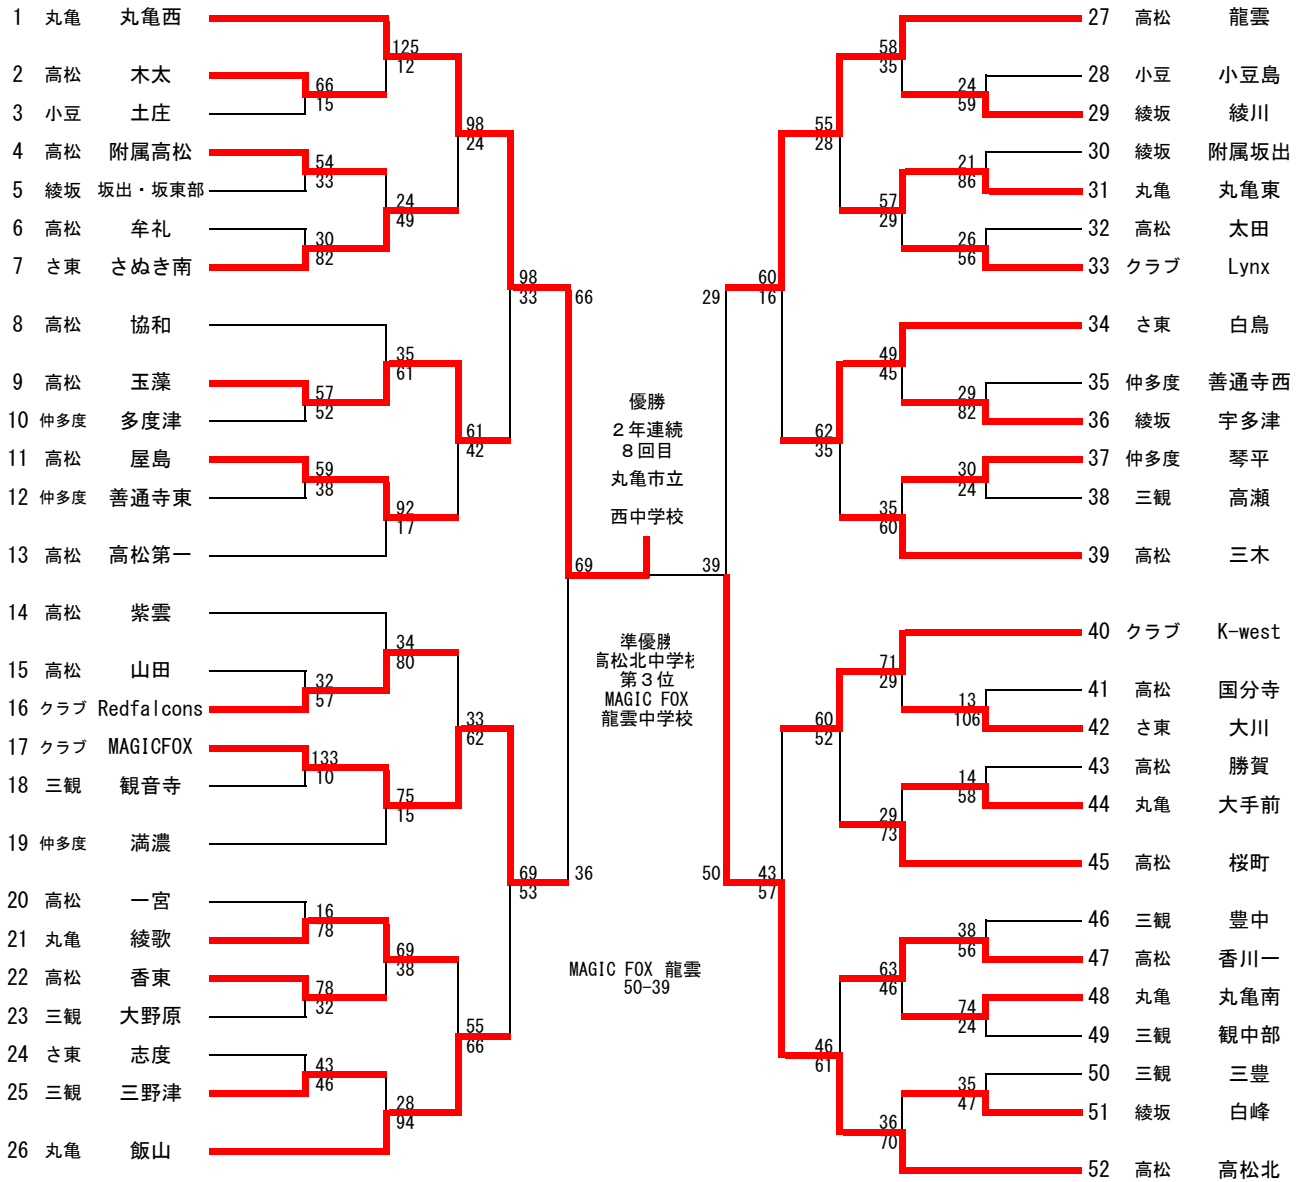 1 丸亀 丸亀西
2 高松 木太
3 小豆 土庄
4 高松 附属高松
5 綾坂 坂出・坂東部
6 高松 牟礼
7 さ東 さぬき南
8 高松 協和
9 高松 玉藻
10 仲多度 多度津
11 高松 屋島
12 仲多度 善通寺東
13 高松 高松第一
14 高松 紫雲
15 高松 山田
16 クラブ Redfalcons
17 クラブ MAGICFOX
18 三観 観音寺
19 仲多度 満濃
20 高松 一宮
21 丸亀 綾歌
22 高松 香東
23 三観 大野原
24 さ東 志度
25 三観 三野津
26 丸亀 飯山
66
15
54
33
30
82
57
52
59
38
32
57
133
10
16
78
78
32
43
46
125
12
24
49
35
61
92
17
34
80
75
15
69
38
28
94
98
24
61
42
33
62
55
66
98
33
69
53
66
36
69
優勝
2年連続
8回目
丸亀市立
西中学校
準優勝
高松北中学校
第3位
MAGIC FOX
龍雲中学校
MAGIC FOX 龍雲
50-39
39
29
50
60
16
43
57
55
28
62
35
60
52
46
61
58
35
57
29
49
45
35
60
71
29
29
73
63
46
36
70
24
59
21
86
26
56
29
82
30
24
13
106
14
58
38
56
74
24
35
47
27 高松 龍雲
28 小豆 小豆島
29 綾坂 綾川
30 綾坂 附属坂出
31 丸亀 丸亀東
32 高松 太田
33 クラブ Lynx
34 さ東 白鳥
35 仲多度 善通寺西
36 綾坂 宇多津
37 仲多度 琴平
38 三観 高瀬
39 高松 三木
40 クラブ K-west
41 高松 国分寺
42 さ東 大川
43 高松 勝賀
44 丸亀 大手前
45 高松 桜町
46 三観 豊中
47 高松 香川一
48 丸亀 丸亀南
49 三観 観中部
50 三観 三豊
51 綾坂 白峰
52 高松 高松北